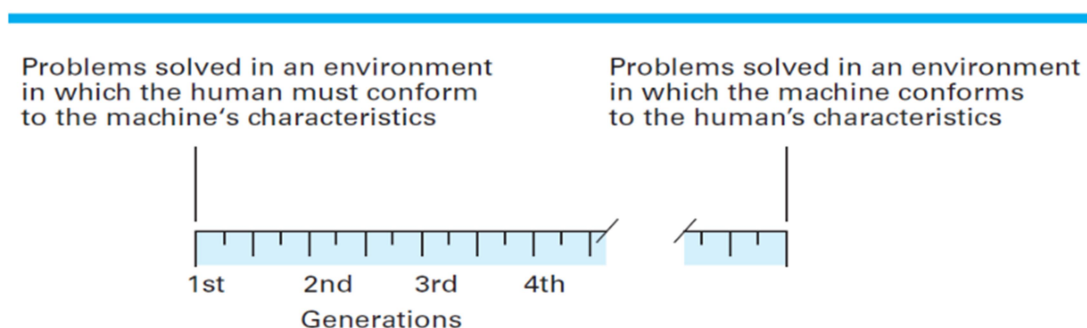 Problems solved in an environment
in which the human must conform
to the machine‘s characteristics
Problems solved in an environment
in which the machine conforms
to the human’s characteristics
1st 2nd 3rd 4th
Generations